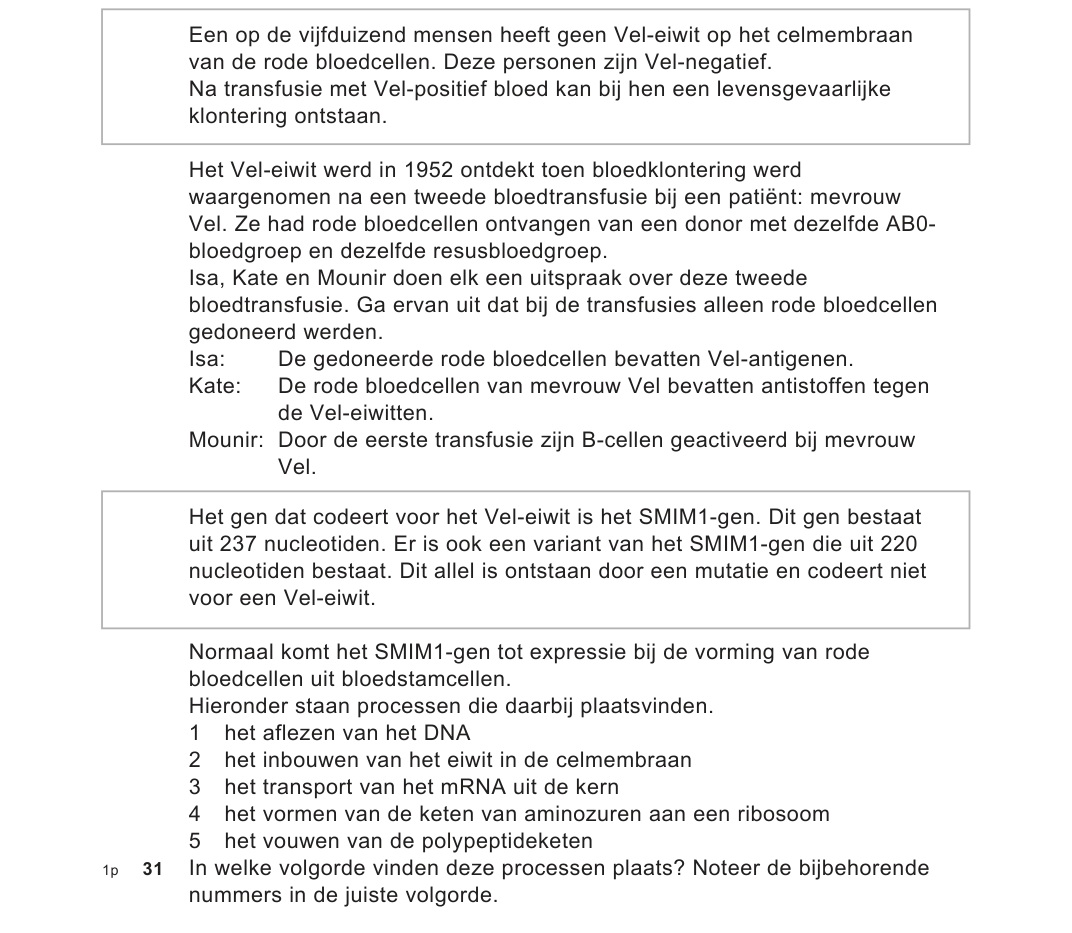 Een op de vijfduizend mensen heeft geen Vel-eiwit op het celmembraan
van de rode bloedcellen. Deze personen zijn Vel-negatief.
Na transfusie met Vel-positief bloed kan bij hen een levensgevaarlijke
klontering ontstaan.
Het Vel-eiwit werd in 1952 ontdekt toen bloedklontering werd
waargenomen na een tweede bloedtransfusie bij een patiënt: mevrouw
Vel. Ze had rode bloedcellen ontvangen van een donor met dezelfde AB0-
bloedgroep en dezelfde resusbloedgroep.
Isa, Kate en Mounir doen elk een uitspraak over deze tweede
bloedtransfusie. Ga ervan uit dat bij de transfusies alleen rode bloedcellen
gedoneerd werden.
Isa: De gedoneerde rode bloedcellen bevatten Vel-antigenen.
Kate: De rode bloedcellen van mevrouw Vel bevatten antistoffen tegen
de Vel-eiwitten.
Mounir: Door de eerste transfusie zijn B-cellen geactiveerd bij mevrouw
Vel.
Het gen dat codeert voor het Vel-eiwit is het SMIM1-gen. Dit gen bestaat
uit 237 nucleotiden. Er is ook een variant van het SMIM1-gen die uit 220
nucleotiden bestaat. Dit allel is ontstaan door een mutatie en codeert niet
voor een Vel-eiwit.
Normaal komt het SMIM1-gen tot expressie bij de vorming van rode
bloedcellen uit bloedstamcellen.
Hieronder staan processen die daarbij plaatsvinden.
1 het aflezen van het DNA
2 het inbouwen van het eiwit in de celmembraan
3 het transport van het mRNA uit de kern
4 het vormen van de keten van aminozuren aan een ribosoom
5 het vouwen van de polypeptideketen
1p 31 In welke volgorde vinden deze processen plaats? Noteer de bijbehorende
nummers in de juiste volgorde.